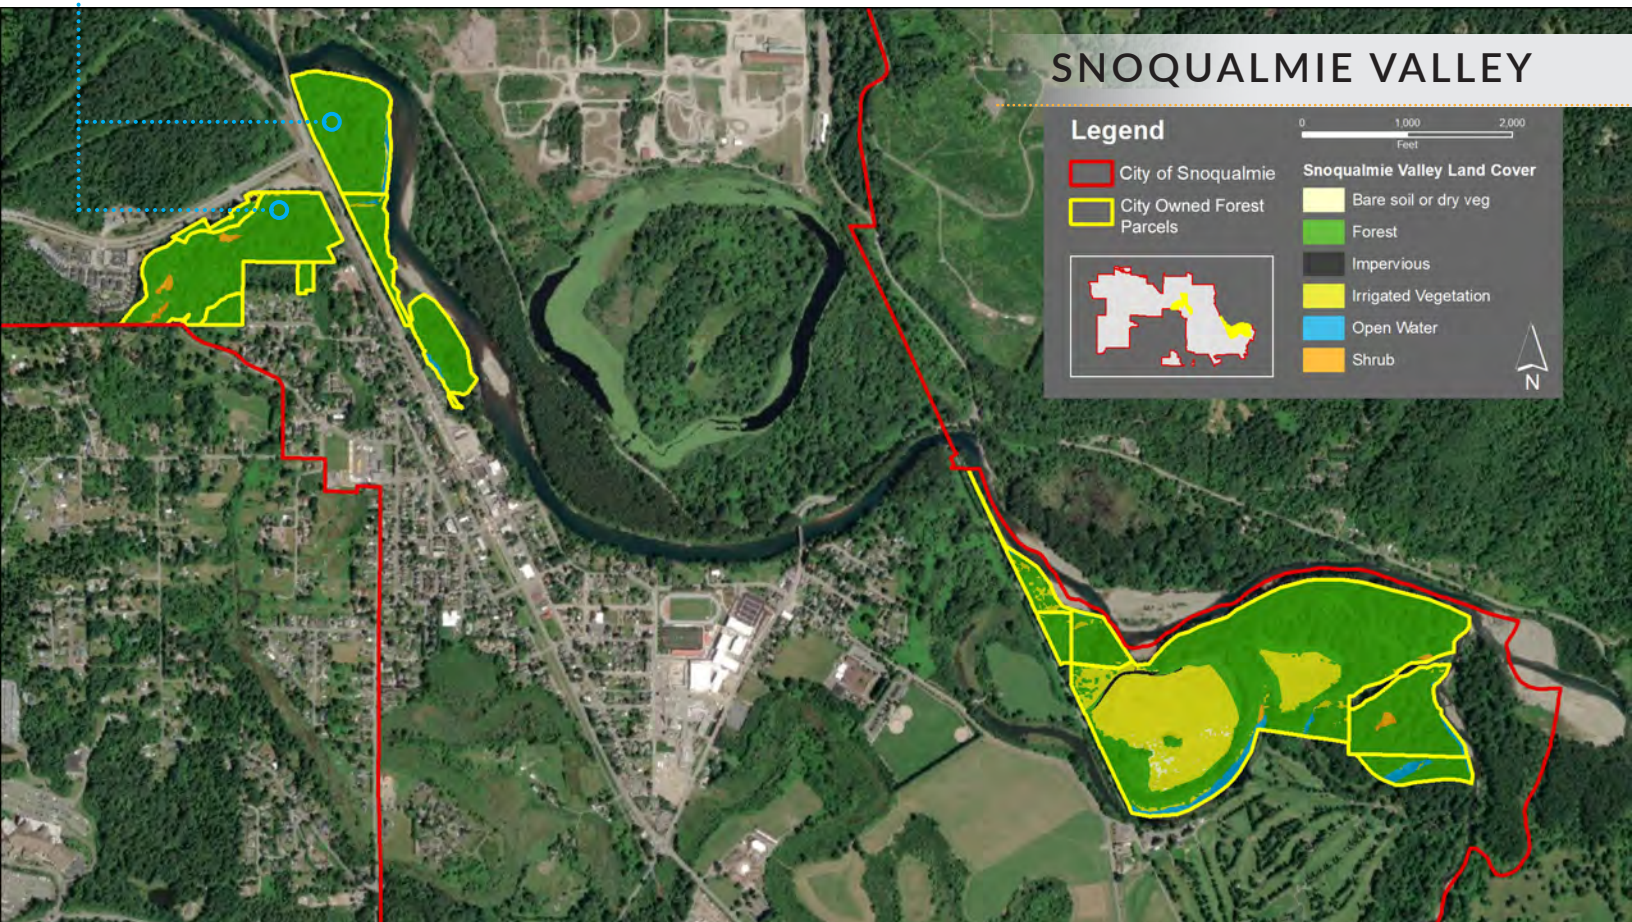 SNOQUALMIE VALLEY
Legend
0 1,000 2,000
Feet
City of Snoqualmie
City Owned Forest
Parcels
Snoqualmie Valley Land Cover
Bare soil or dry veg
Forest
Impervious
Irrigated Vegetation
Open Water
Shrub
N